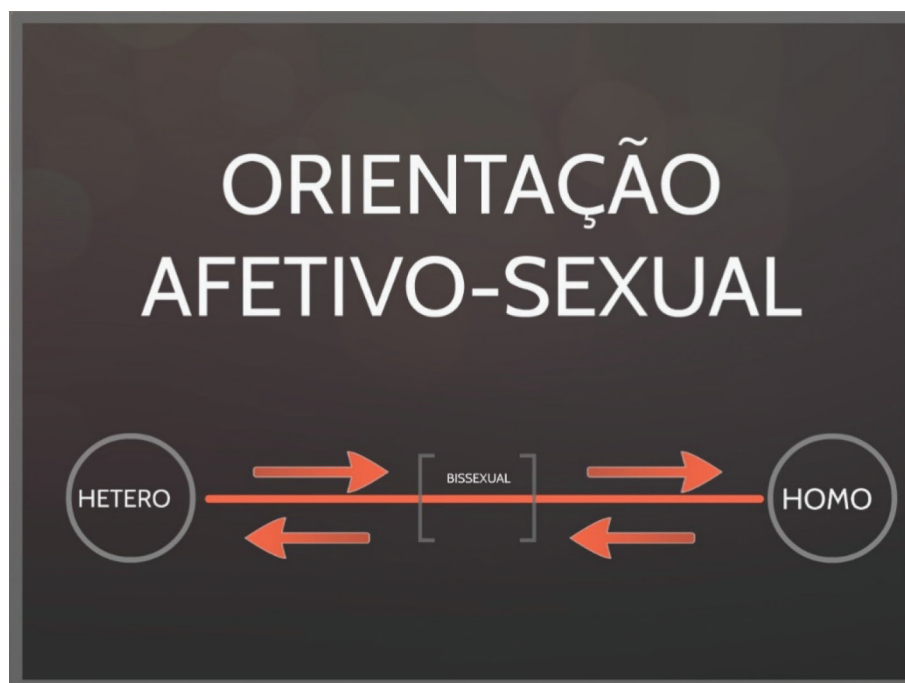 ORIENTAÇÃO
AFETIVO-SEXUAL
HETERO
BISSEXUAL
HOMO